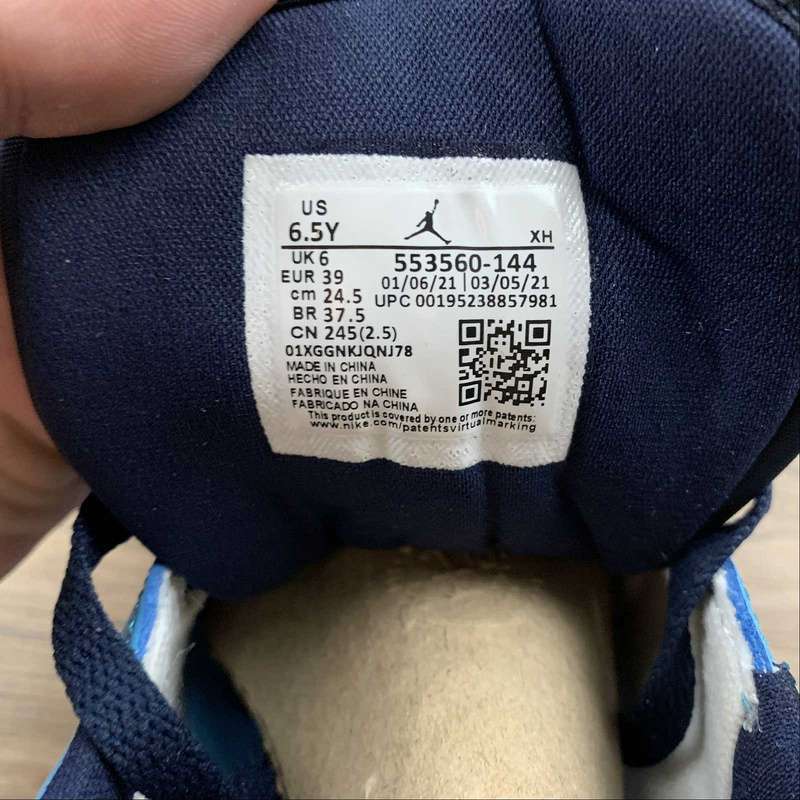 US
6.5Y
XH
UK 6
EUR 39
cm 24.5
BR 37.5
CN 245(2.5)
553560-144
01/06/21 | 03/05/21
UPC 00195238857981
01XGGNKJQNJ78
MADE IN CHINA
HECHO EN CHINA
FABRIQUE EN CHINE
FABRICADO NA CHINA
This product is covered by one or more patents:
www.nike.com/patentsvirtualmarking